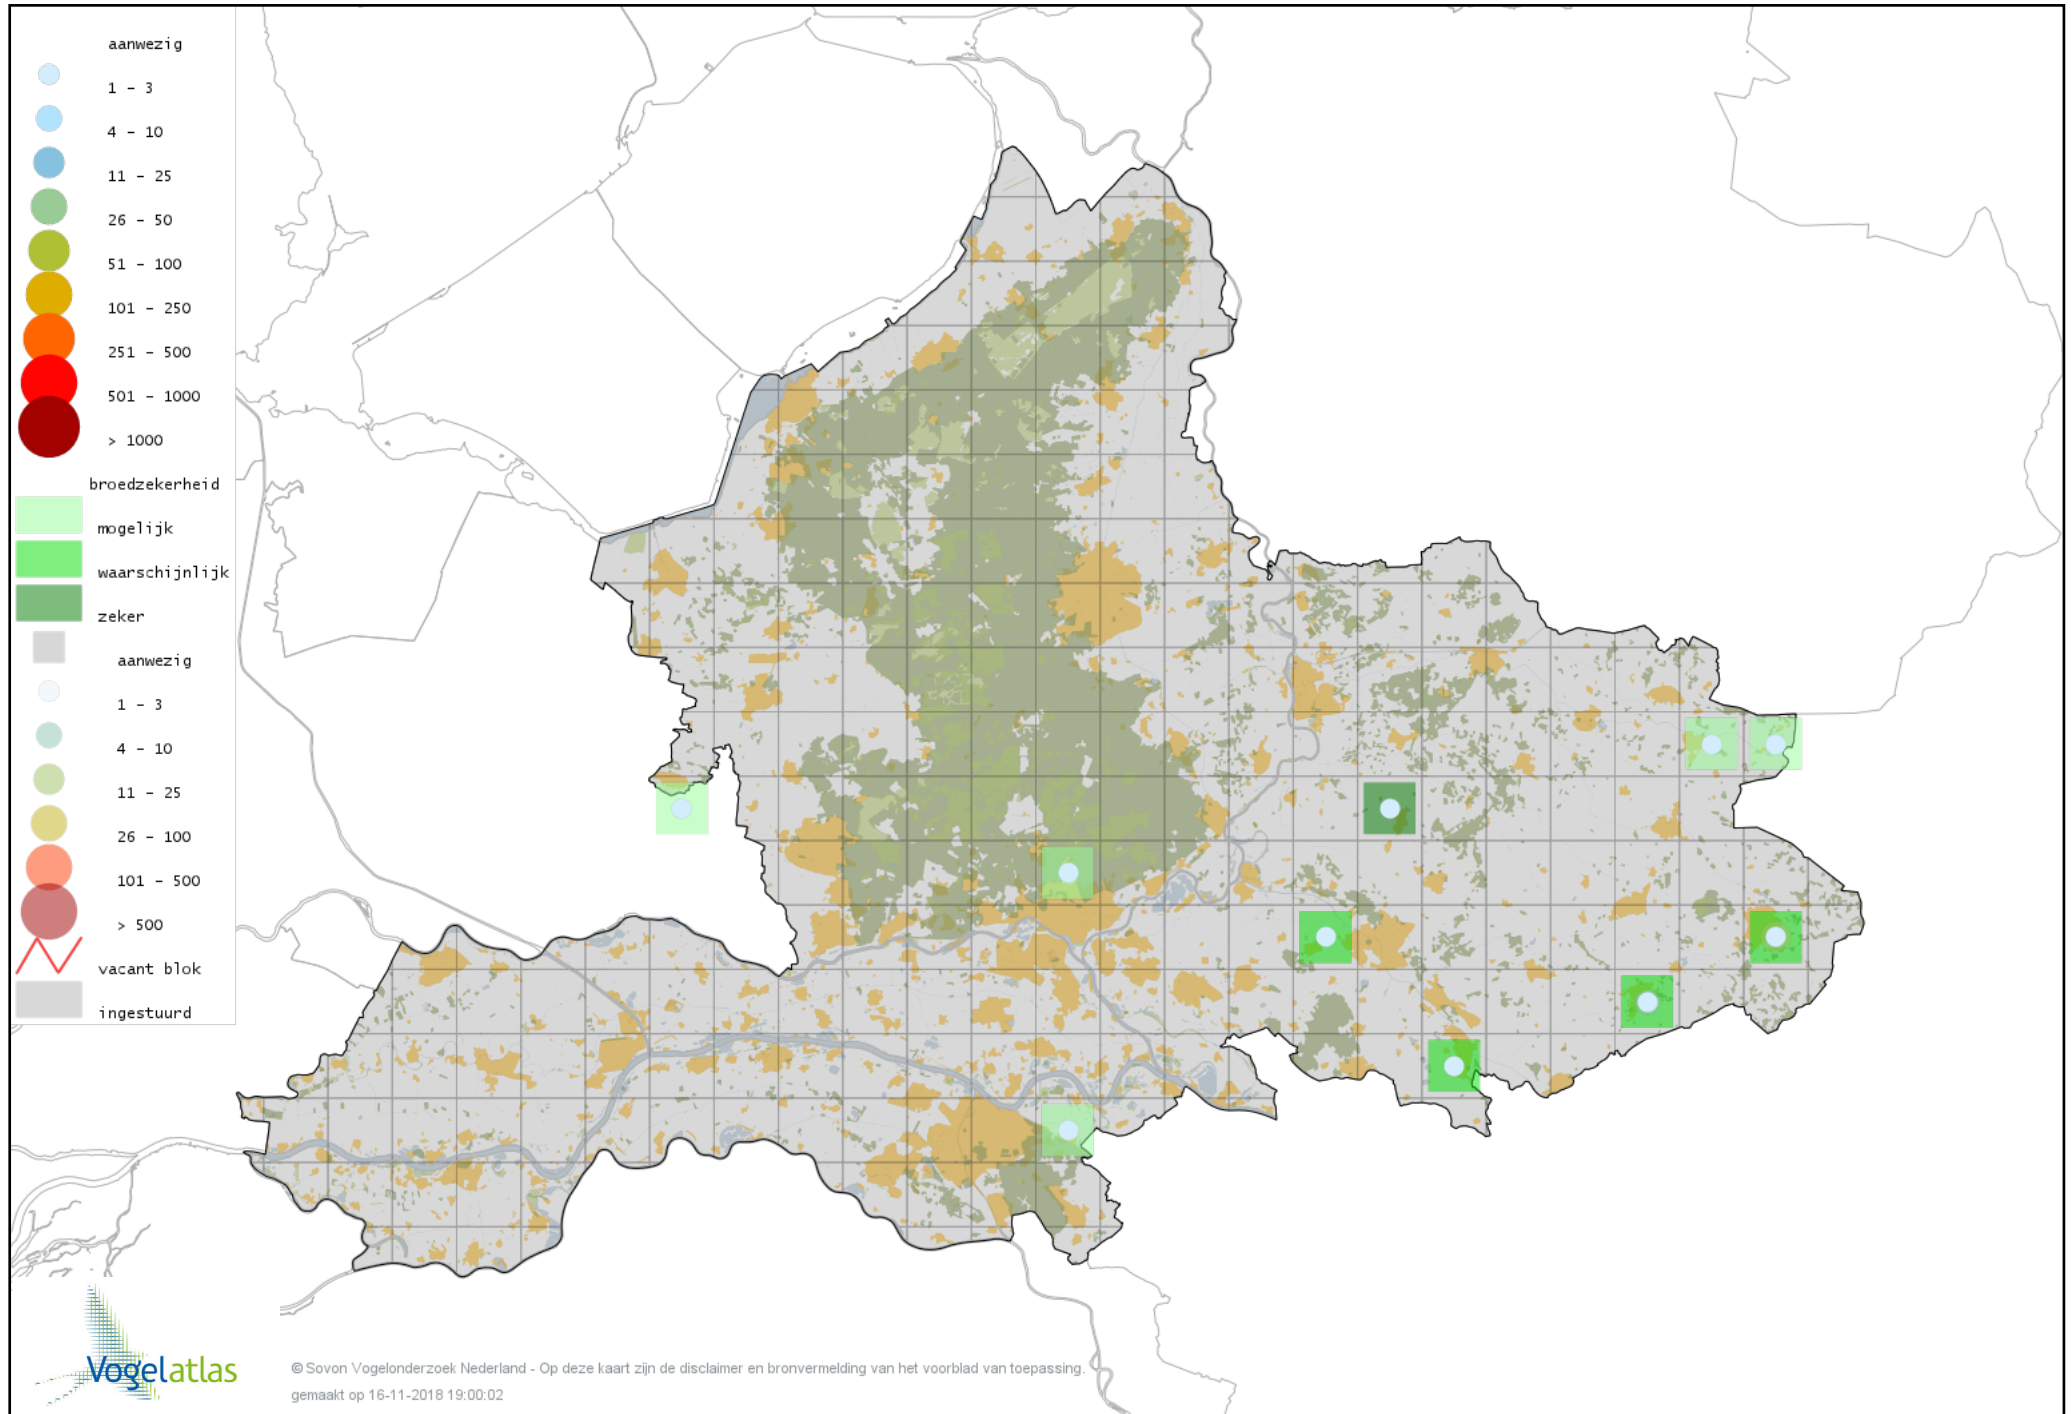 aanwezig
1 - 3
4 - 10
11 - 25
26 - 50
51 - 100
101 - 250
251 - 500
501 - 1000
> 1000
broedzekerheid
mogelijk
waarschijnlijk
zeker
aanwezig
1 - 3
4 - 10
11 - 25
26 - 100
101 - 500
> 500
vacant blok
ingestuurd
Vogelatlas
© Sovon Vogelonderzoek Nederland - Op deze kaart zijn de disclaimer en bronvermelding van het voorblad van toepassing.
gemaakt op 16-11-2018 19:00:02